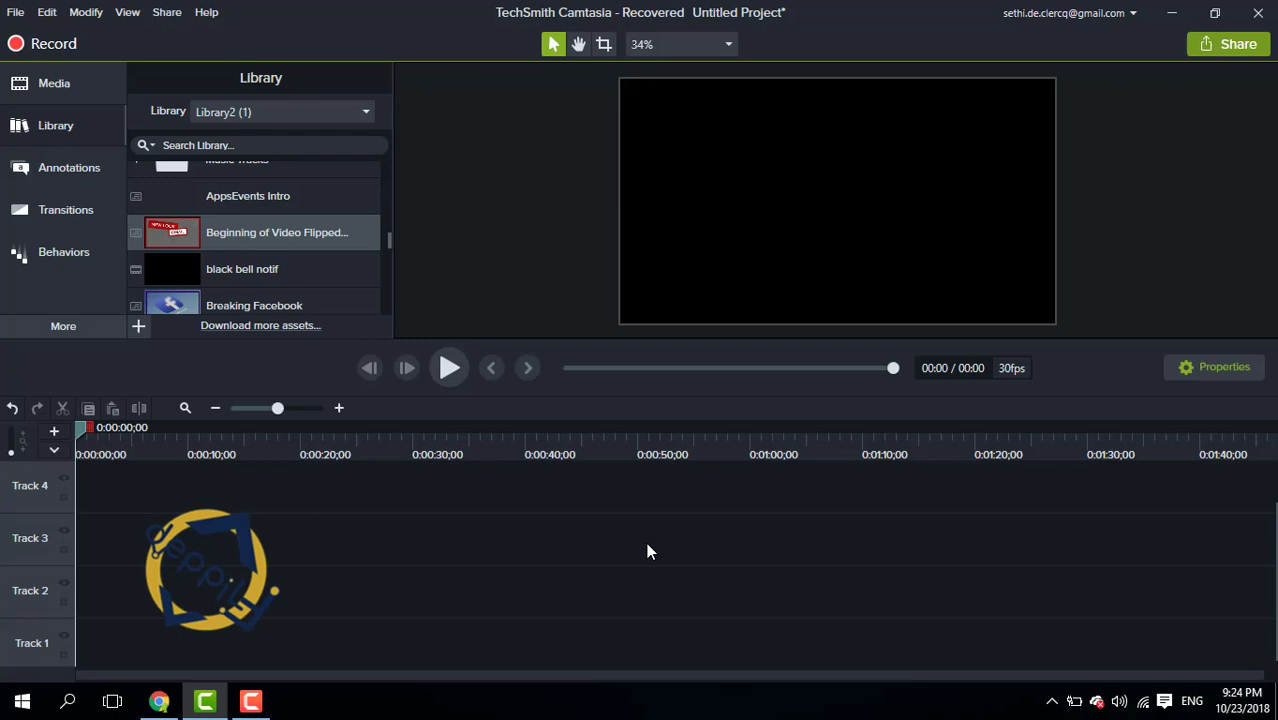 File Edit Modify View Share Help
TechSmith Camtasia - Recovered Untitled Project*
sethi.de.clercq@gmail.com
Record
34%
Share
Media
Library
Annotations
Transitions
Behaviors
More
Library
Library Library2 (1)
Search Library...
Music Tracks
AppsEvents Intro
Beginning of Video Flipped...
black bell notif
Breaking Facebook
Download more assets...
00:00 / 00:00 30fps
Properties
0:00:00;00
0:00:00;00 0:00:10;00 0:00:20;00 0:00:30;00 0:00:40;00 0:00:50;00 0:01:00;00 0:01:10;00 0:01:20;00 0:01:30;00 0:01:40;00
Track 4
Track 3
Track 2
Track 1
ENG
9:24 PM
10/23/2018